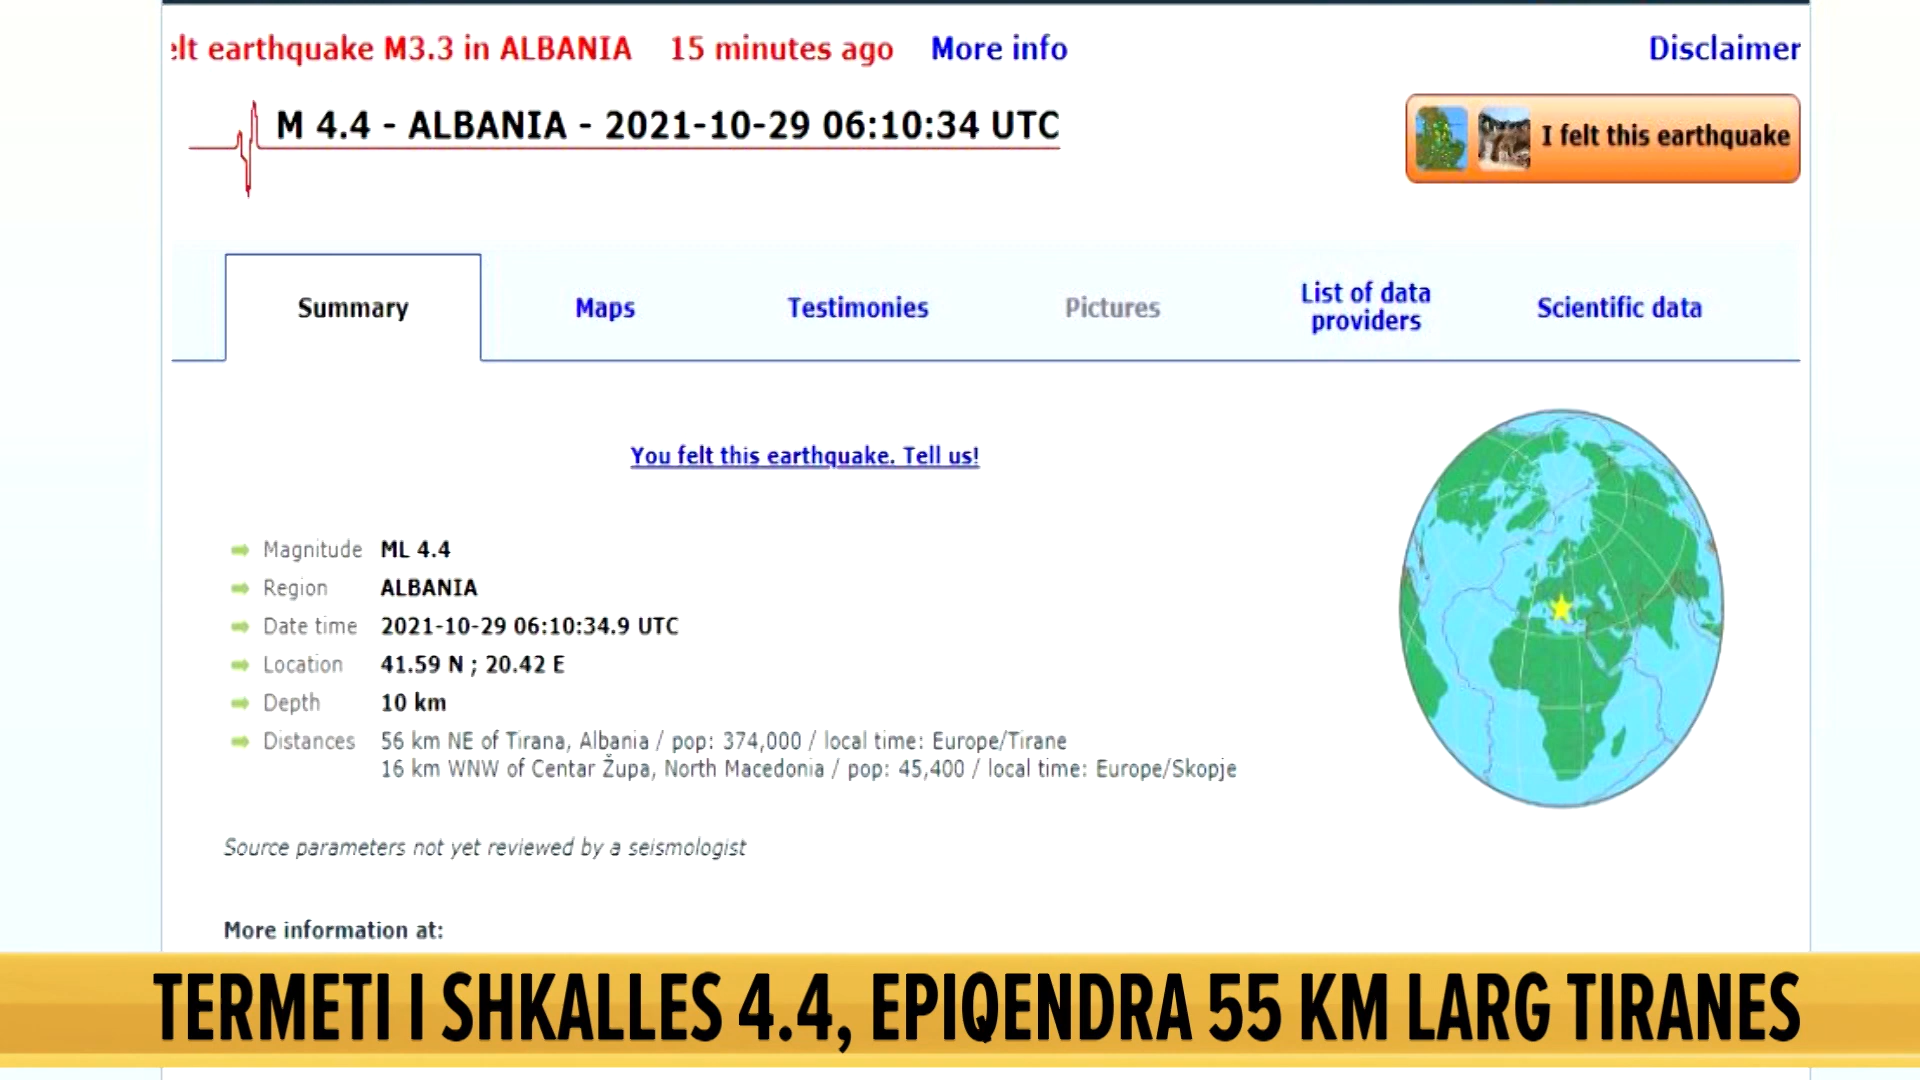 elt earthquake M3.3 in ALBANIA 15 minutes ago More info Disclaimer
M 4.4 - ALBANIA - 2021-10-29 06:10:34 UTC
I felt this earthquake
Summary Maps Testimonies Pictures List of data providers Scientific data
You felt this earthquake. Tell us!
Magnitude ML 4.4
Region ALBANIA
Date time 2021-10-29 06:10:34.9 UTC
Location 41.59 N ; 20.42 E
Depth 10 km
Distances 56 km NE of Tirana, Albania / pop: 374,000 / local time: Europe/Tirane
16 km WNW of Centar Župa, North Macedonia / pop: 45,400 / local time: Europe/Skopje
Source parameters not yet reviewed by a seismologist
More information at:
TERMETI I SHKALLES 4.4, EPIQENDRA 55 KM LARG TIRANES